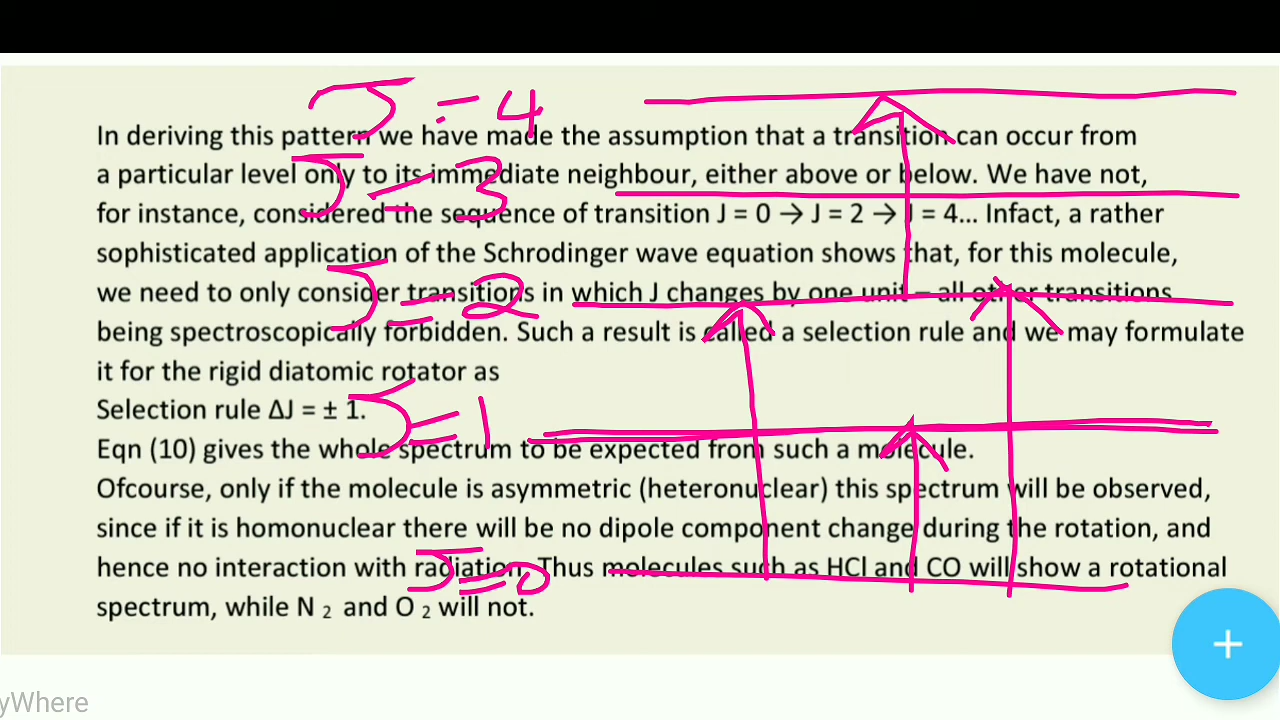 J = 4
In deriving this pattern we have made the assumption that a transition can occur from
J = 3
a particular level only to its immediate neighbour, either above or below. We have not,
for instance, considered the sequence of transition J = 0 → J = 2 → J = 4... Infact, a rather
sophisticated application of the Schrodinger wave equation shows that, for this molecule,
J = 2
we need to only consider transitions in which J changes by one unit – all other transitions
being spectroscopically forbidden. Such a result is called a selection rule and we may formulate
it for the rigid diatomic rotator as
Selection rule ΔJ = ± 1.
J = 1
Eqn (10) gives the whole spectrum to be expected from such a molecule.
Ofcourse, only if the molecule is asymmetric (heteronuclear) this spectrum will be observed,
since if it is homonuclear there will be no dipole component change during the rotation, and
hence no interaction with radiation. Thus molecules such as HCl and CO will show a rotational
J = 0
spectrum, while N 2 and O 2 will not.
+
yWhere